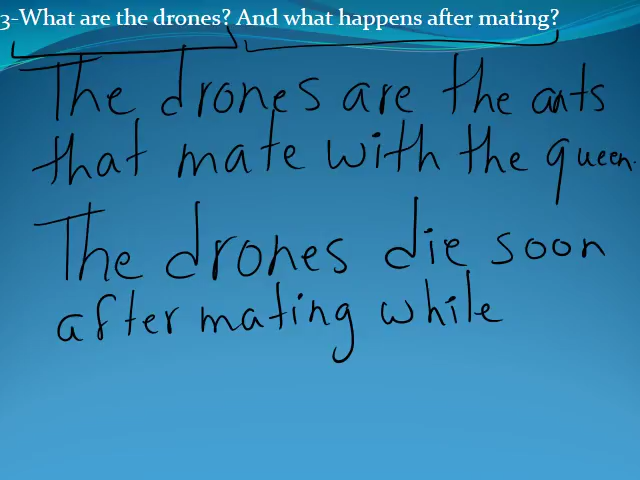 3-What are the drones? And what happens after mating?
The drones are the ants
that mate with the queen.
The drones die soon
after mating while